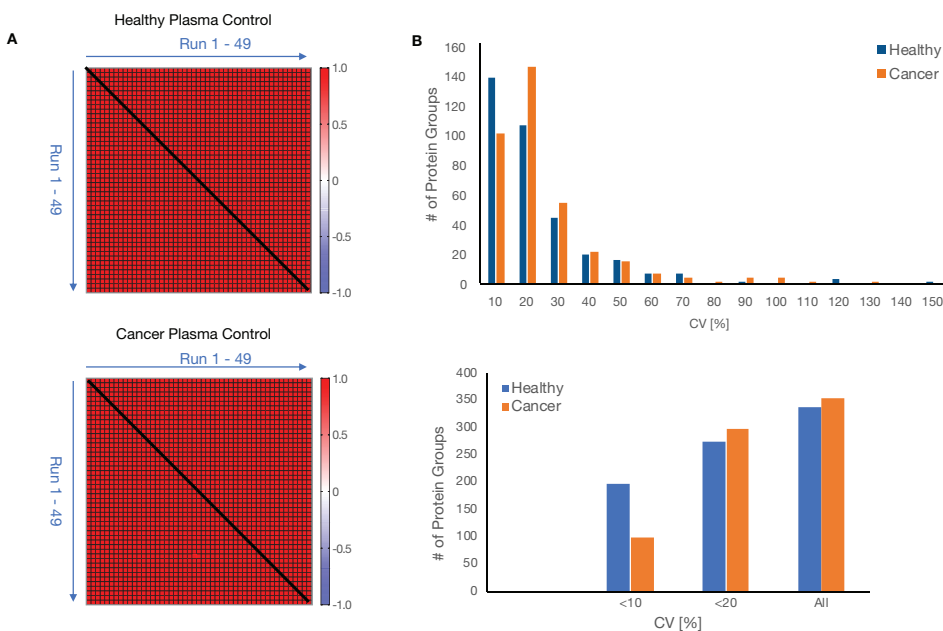 A
Healthy Plasma Control
Run 1 - 49
Run 1 - 49
1.0
0.5
0
-0.5
-1.0
Cancer Plasma Control
Run 1 - 49
Run 1 - 49
1.0
0.5
0
-0.5
-1.0
B
# of Protein Groups
160
140
120
100
80
60
40
20
0
Healthy
Cancer
10 20 30 40 50 60 70 80 90 100 110 120 130 140 150
CV [%]
# of Protein Groups
400
350
300
250
200
150
100
50
0
Healthy
Cancer
<10 <20 All
CV [%]